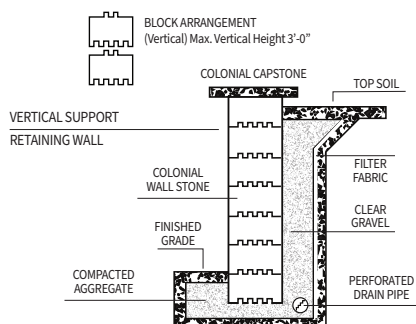 BLOCK ARRANGEMENT
(Vertical) Max. Vertical Height 3’-0”
COLONIAL CAPSTONE
TOP SOIL
VERTICAL SUPPORT
RETAINING WALL
COLONIAL
WALL STONE
FILTER
FABRIC
CLEAR
GRAVEL
FINISHED
GRADE
COMPACTED
AGGREGATE
PERFORATED
DRAIN PIPE